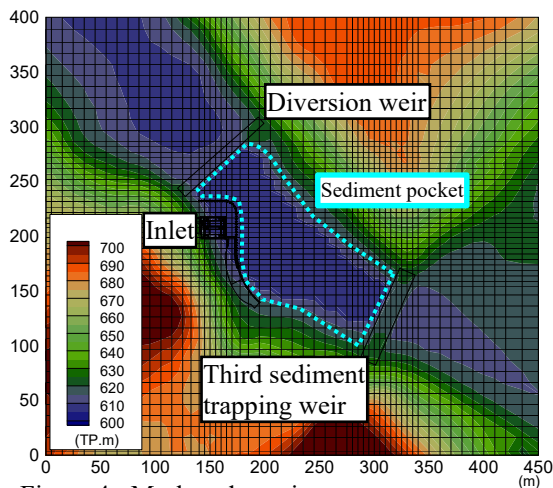 400
350
300
250
200
150
100
50
0
Diversion weir
Sediment pocket
Inlet
700
690
680
670
660
650
640
630
620
610
600
(TP.m)
Third sediment
trapping weir
0 50 100 150 200 250 300 350 400 450
(m)